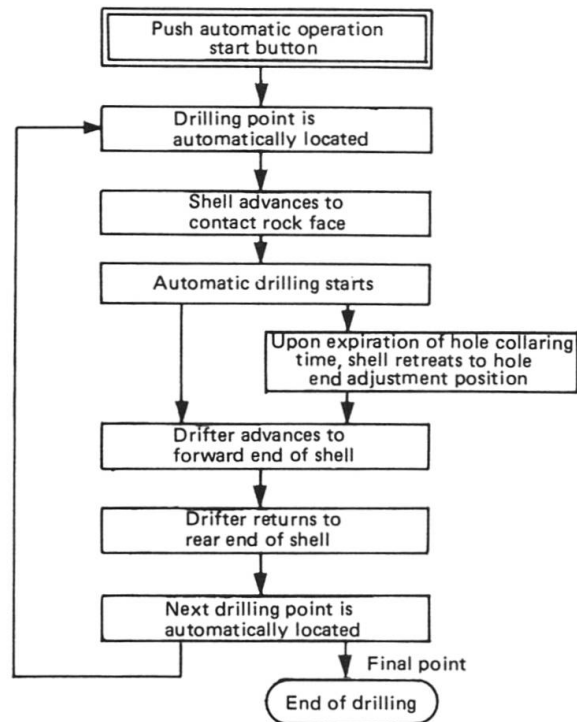 Push automatic operation
start button
Drilling point is
automatically located
Shell advances to
contact rock face
Automatic drilling starts
Upon expiration of hole collaring
time, shell retreats to hole
end adjustment position
Drifter advances to
forward end of shell
Drifter returns to
rear end of shell
Next drilling point is
automatically located
Final point
End of drilling